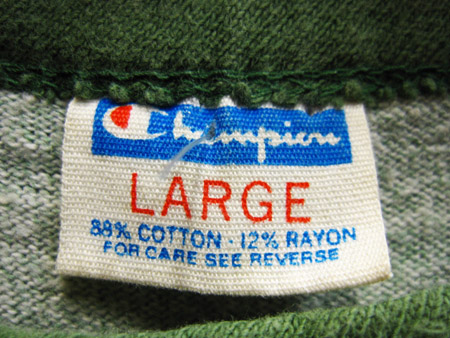 Champion
LARGE
88% COTTON · 12% RAYON
FOR CARE SEE REVERSE